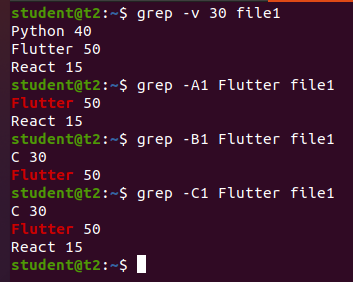 student@t2:~$ grep -v 30 file1
Python 40
Flutter 50
React 15
student@t2:~$ grep -A1 Flutter file1
Flutter 50
React 15
student@t2:~$ grep -B1 Flutter file1
C 30
Flutter 50
student@t2:~$ grep -C1 Flutter file1
C 30
Flutter 50
React 15
student@t2:~$